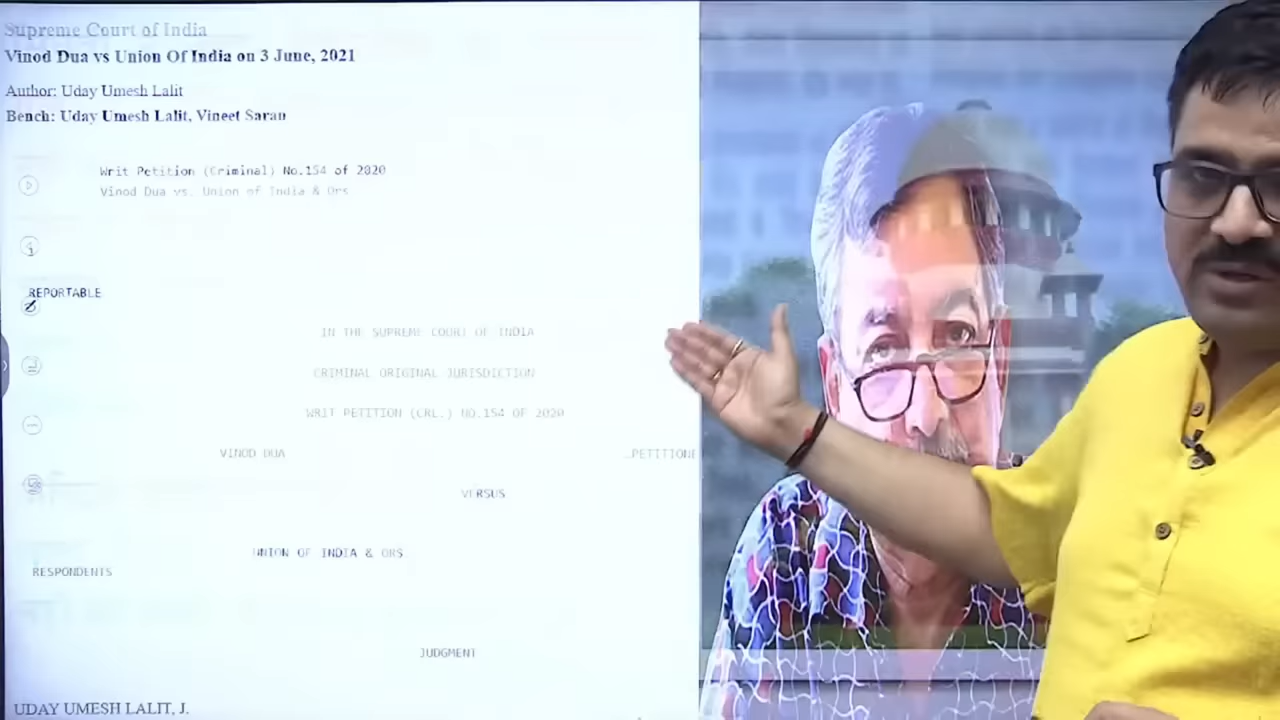 Supreme Court of India
Vinod Dua vs Union Of India on 3 June, 2021
Author: Uday Umesh Lalit
Bench: Uday Umesh Lalit, Vineet Saran
Writ Petition (Criminal) No.154 of 2020
Vinod Dua vs. Union of India & Ors
REPORTABLE
IN THE SUPREME COURT OF INDIA
CRIMINAL ORIGINAL JURISDICTION
WRIT PETITION (CRL.) NO.154 OF 2020
VINOD DUA …PETITIONE
VERSUS
UNION OF INDIA & ORS
RESPONDENTS
JUDGMENT
UDAY UMESH LALIT, J.